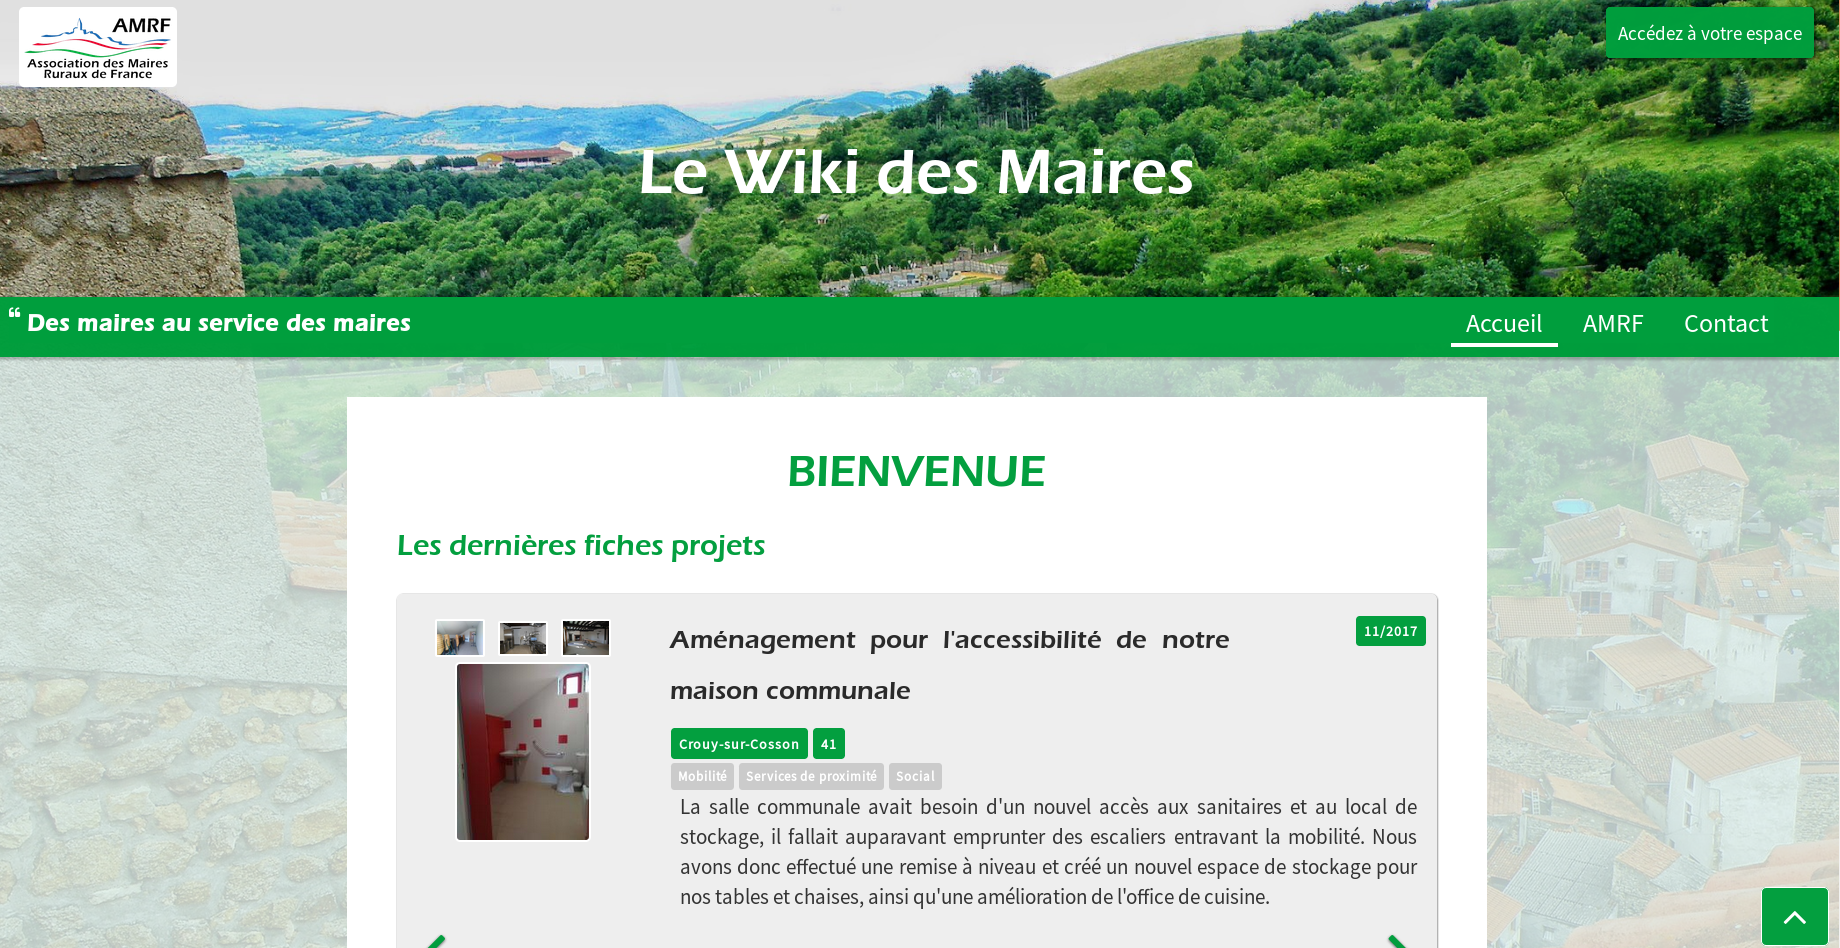 AMRF
Association des Maires
Ruraux de France
Accédez à votre espace
Le Wiki des Maires
“ Des maires au service des maires
Accueil AMRF Contact
BIENVENUE
Les dernières fiches projets
Aménagement pour l'accessibilité de notre
maison communale
11/2017
Crouy-sur-Cosson 41
Mobilité Services de proximité Social
La salle communale avait besoin d'un nouvel accès aux sanitaires et au local de
stockage, il fallait auparavant emprunter des escaliers entravant la mobilité. Nous
avons donc effectué une remise à niveau et créé un nouvel espace de stockage pour
nos tables et chaises, ainsi qu'une amélioration de l'office de cuisine.